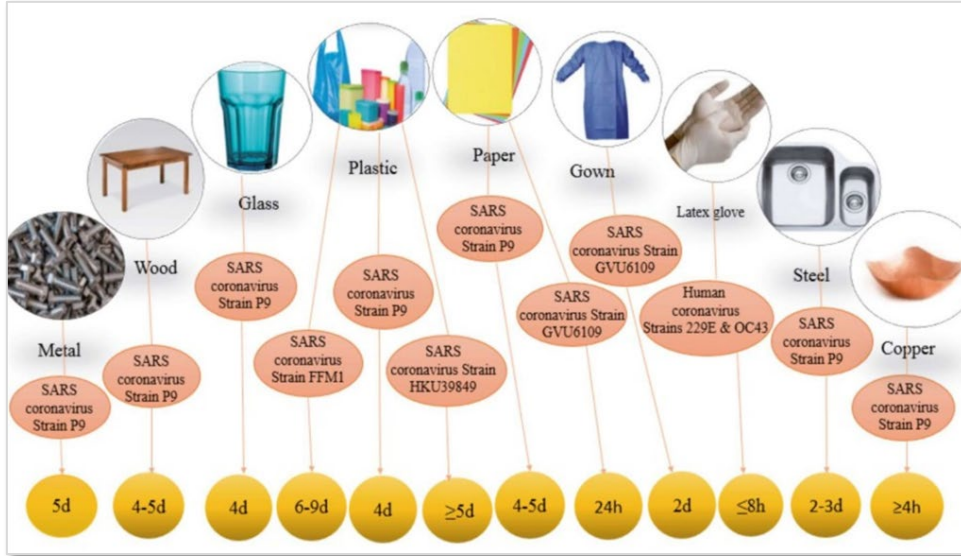 Metal
SARS
coronavirus
Strain P9
5d
Wood
SARS
coronavirus
Strain P9
4-5d
Glass
SARS
coronavirus
Strain P9
4d
Plastic
SARS
coronavirus
Strain FFM1
6-9d
SARS
coronavirus
Strain P9
4d
SARS
coronavirus Strain
HKU39849
≥5d
Paper
SARS
coronavirus
Strain P9
4-5d
SARS
coronavirus Strain
GVU6109
24h
Gown
SARS
coronavirus Strain
GVU6109
2d
Latex glove
Human
coronavirus
Strains 229E & OC43
≤8h
Steel
SARS
coronavirus
Strain P9
2-3d
Copper
SARS
coronavirus
Strain P9
≥4h